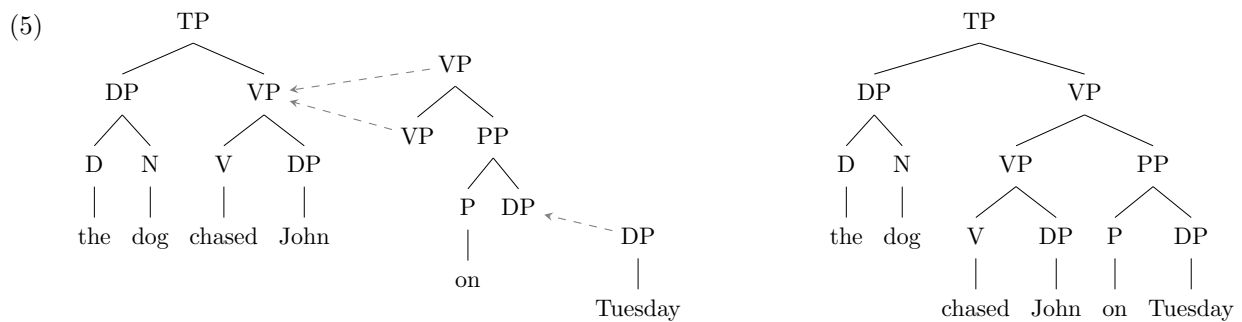 (5) TP TP
VP
DP VP DP VP
VP PP
D N V DP D N VP PP
P DP
the dog chased John DP the dog V DP P DP
on
Tuesday chased John on Tuesday